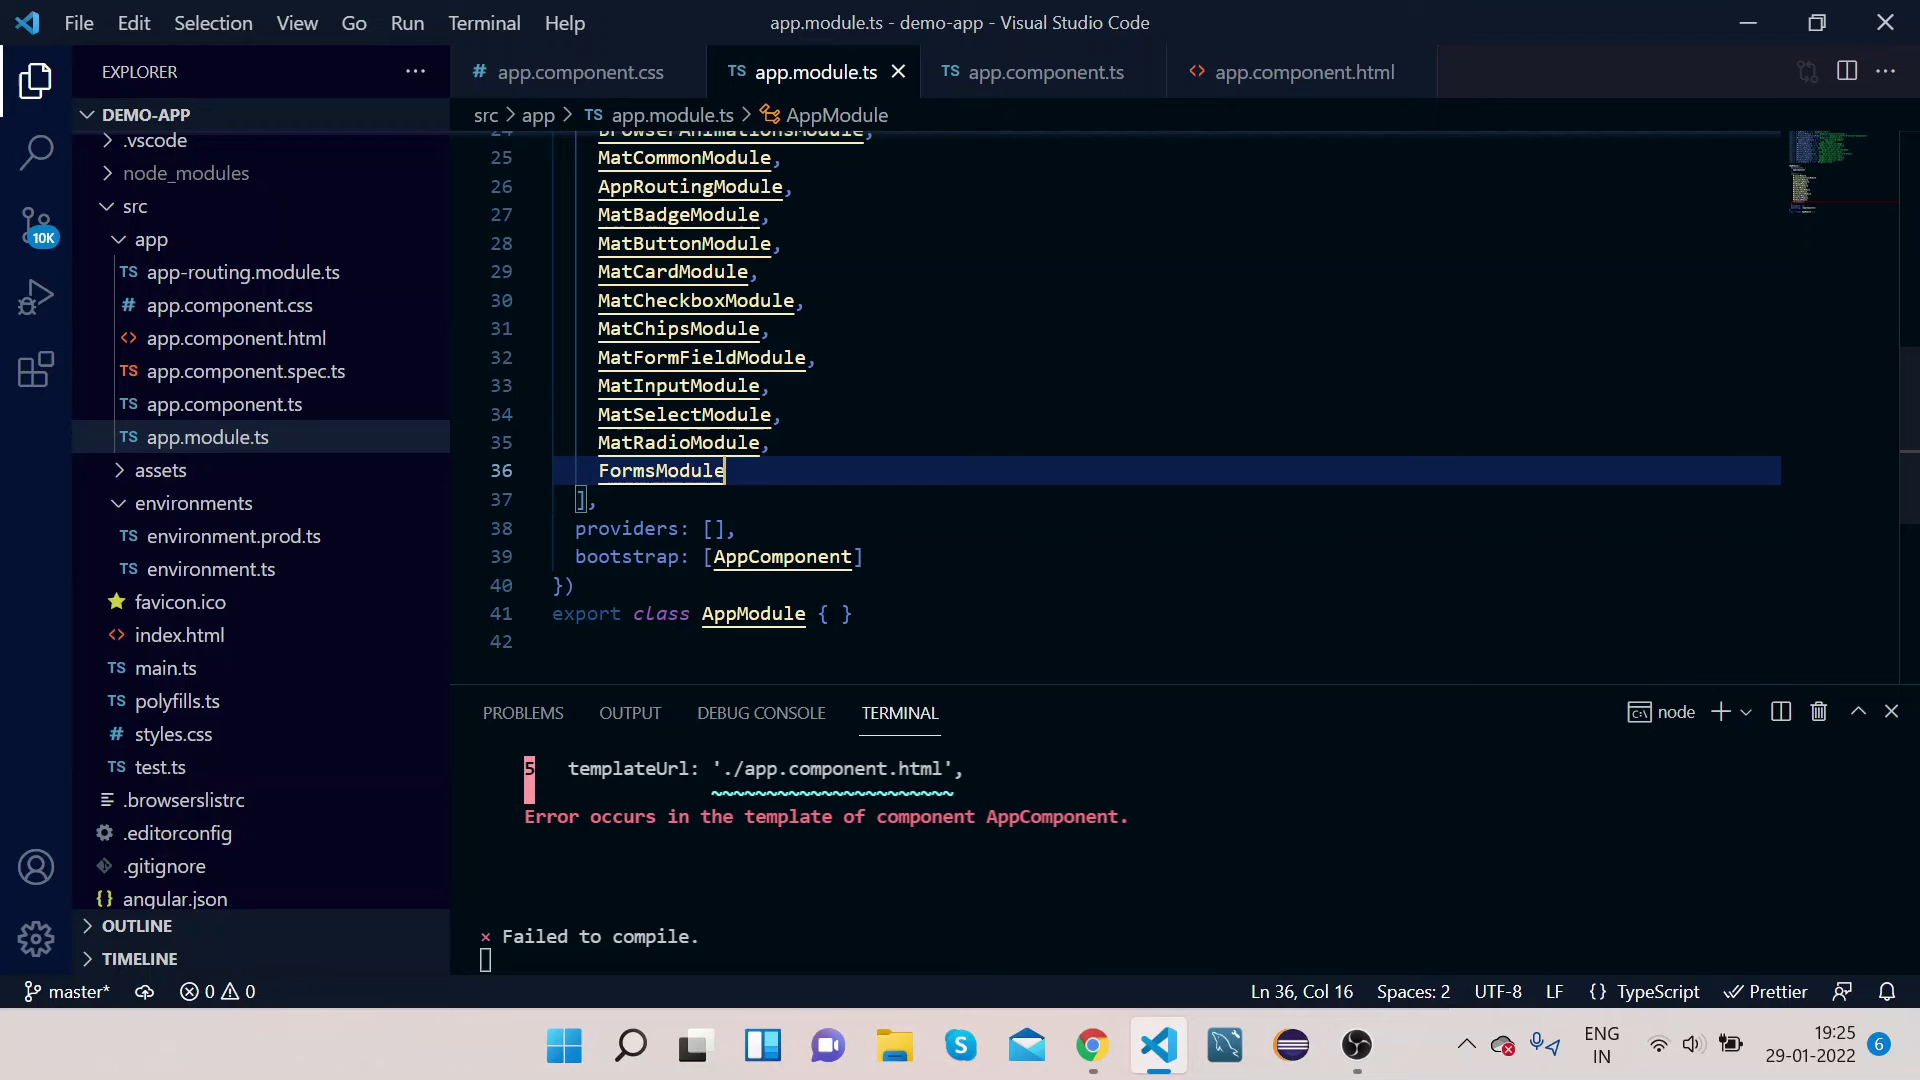 File Edit Selection View Go Run Terminal Help
app.module.ts - demo-app - Visual Studio Code
EXPLORER
# app.component.css
TS app.module.ts
TS app.component.ts
<> app.component.html
DEMO-APP
src > app > TS app.module.ts > AppModule
.vscode
node_modules
src
app
TS app-routing.module.ts
# app.component.css
<> app.component.html
TS app.component.spec.ts
TS app.component.ts
TS app.module.ts
assets
environments
TS environment.prod.ts
TS environment.ts
favicon.ico
<> index.html
TS main.ts
TS polyfills.ts
# styles.css
TS test.ts
.browserslistrc
.editorconfig
.gitignore
{} angular.json
OUTLINE
TIMELINE
10K
24 BrowserAnimationsModule,
25 MatCommonModule,
26 AppRoutingModule,
27 MatBadgeModule,
28 MatButtonModule,
29 MatCardModule,
30 MatCheckboxModule,
31 MatChipsModule,
32 MatFormFieldModule,
33 MatInputModule,
34 MatSelectModule,
35 MatRadioModule,
36 FormsModule
37 ],
38 providers: [],
39 bootstrap: [AppComponent]
40 })
41 export class AppModule { }
42
PROBLEMS OUTPUT DEBUG CONSOLE TERMINAL
node
5 templateUrl: './app.component.html',
~~~~~~~~~~~~~~~~~~~~~~
Error occurs in the template of component AppComponent.
× Failed to compile.
master* 0 0
Ln 36, Col 16 Spaces: 2 UTF-8 LF {} TypeScript Prettier
ENG
IN
19:25
29-01-2022
6